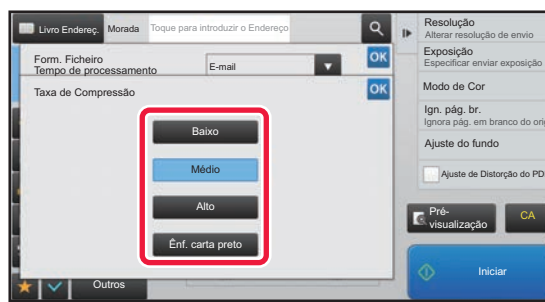 Livro Endereç.
Morada
Toque para introduzir o Endereço
Form. Ficheiro
Tempo de processamento
E-mail
OK
Taxa de Compressão
OK
Baixo
Médio
Alto
Ênf. carta preto
Outros
Resolução
Alterar resolução de envio
Exposição
Especificar enviar exposição
Modo de Cor
Ign. pág. br.
Ignora pág. em branco do ori
Ajuste do fundo
Ajuste de Distorção do PD
Pré-
visualização
CA
Iniciar